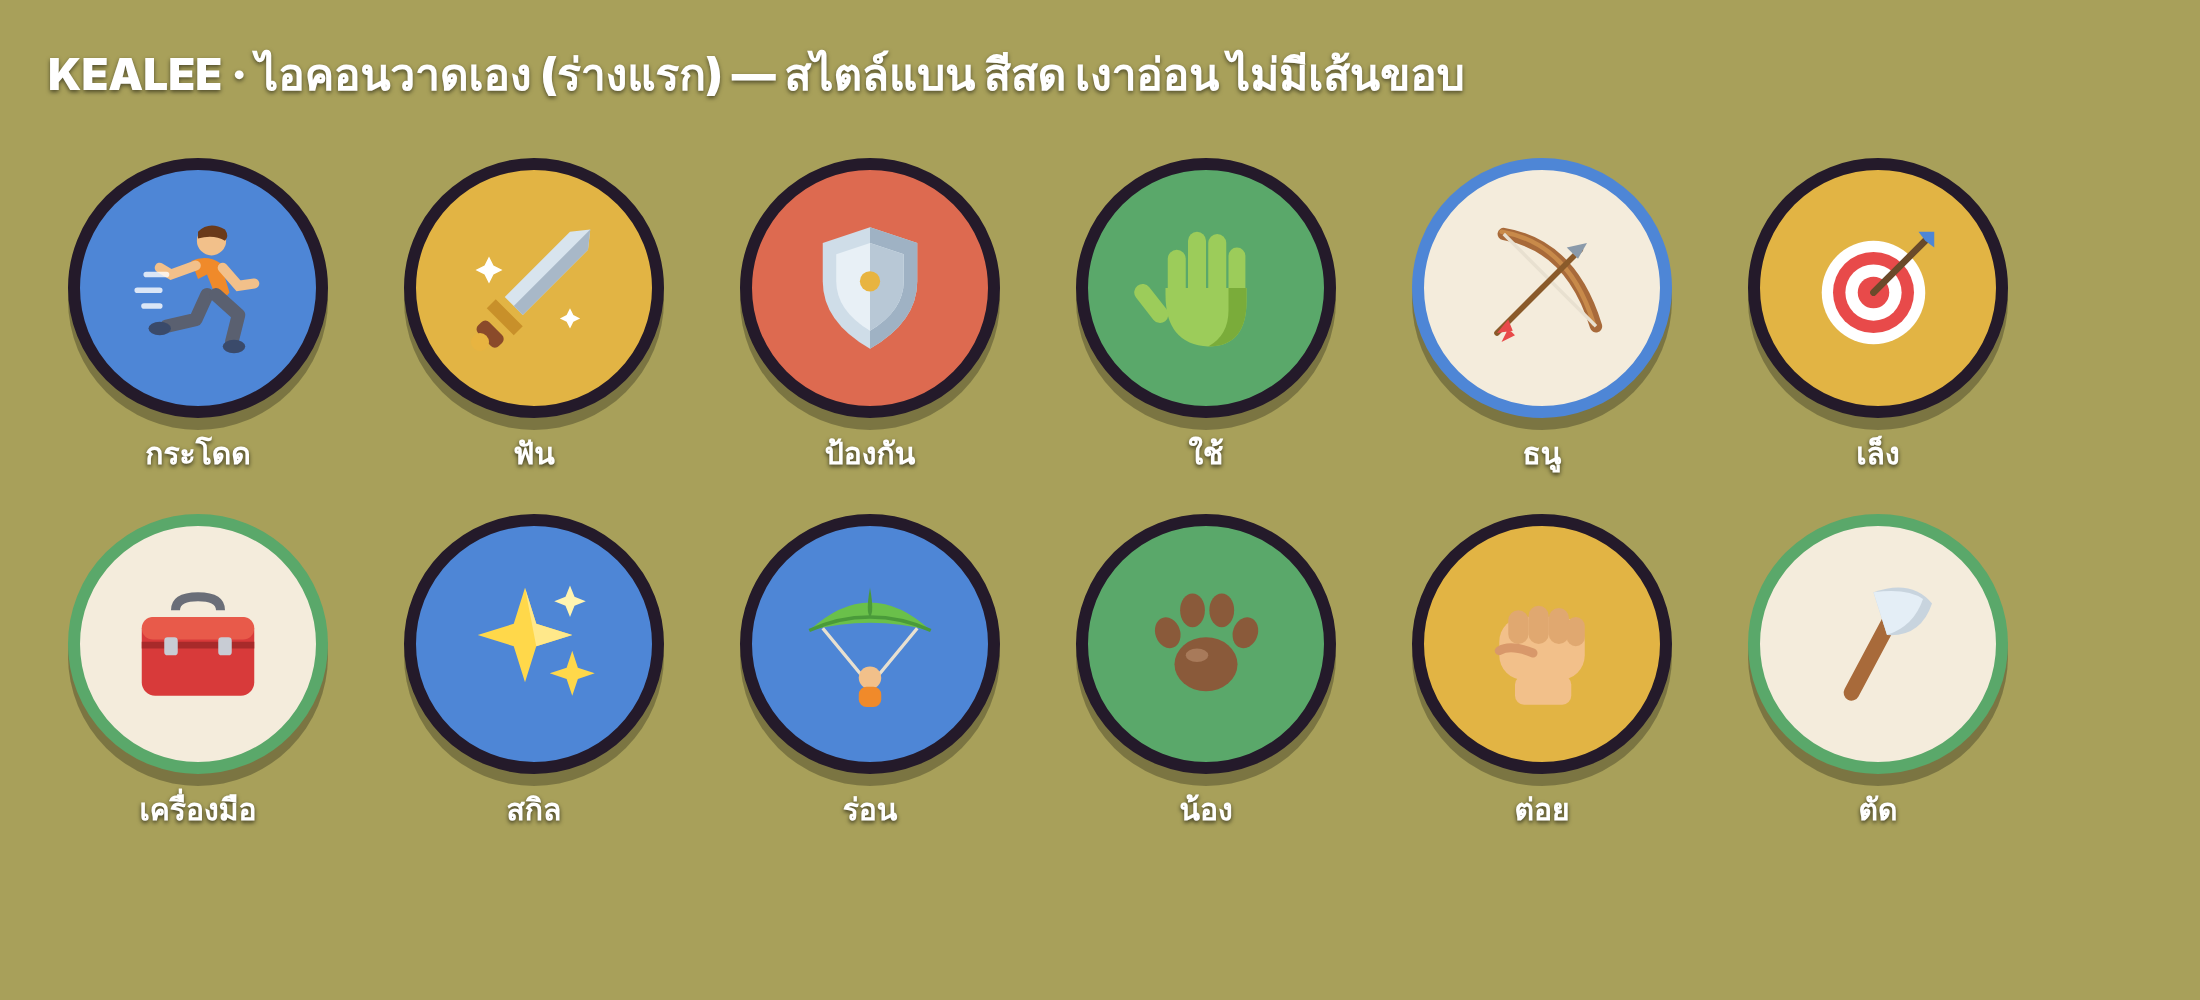 KEALEE · ไอคอนวาดเอง (ร่างแรก) — สไตล์แบน สีสด เงาอ่อน ไม่มีเส้นขอบ
กระโดด ฟัน ป้องกัน ใช้ ธนู เล็ง
เครื่องมือ สกิล ร่อน น้อง ต่อย ตัด